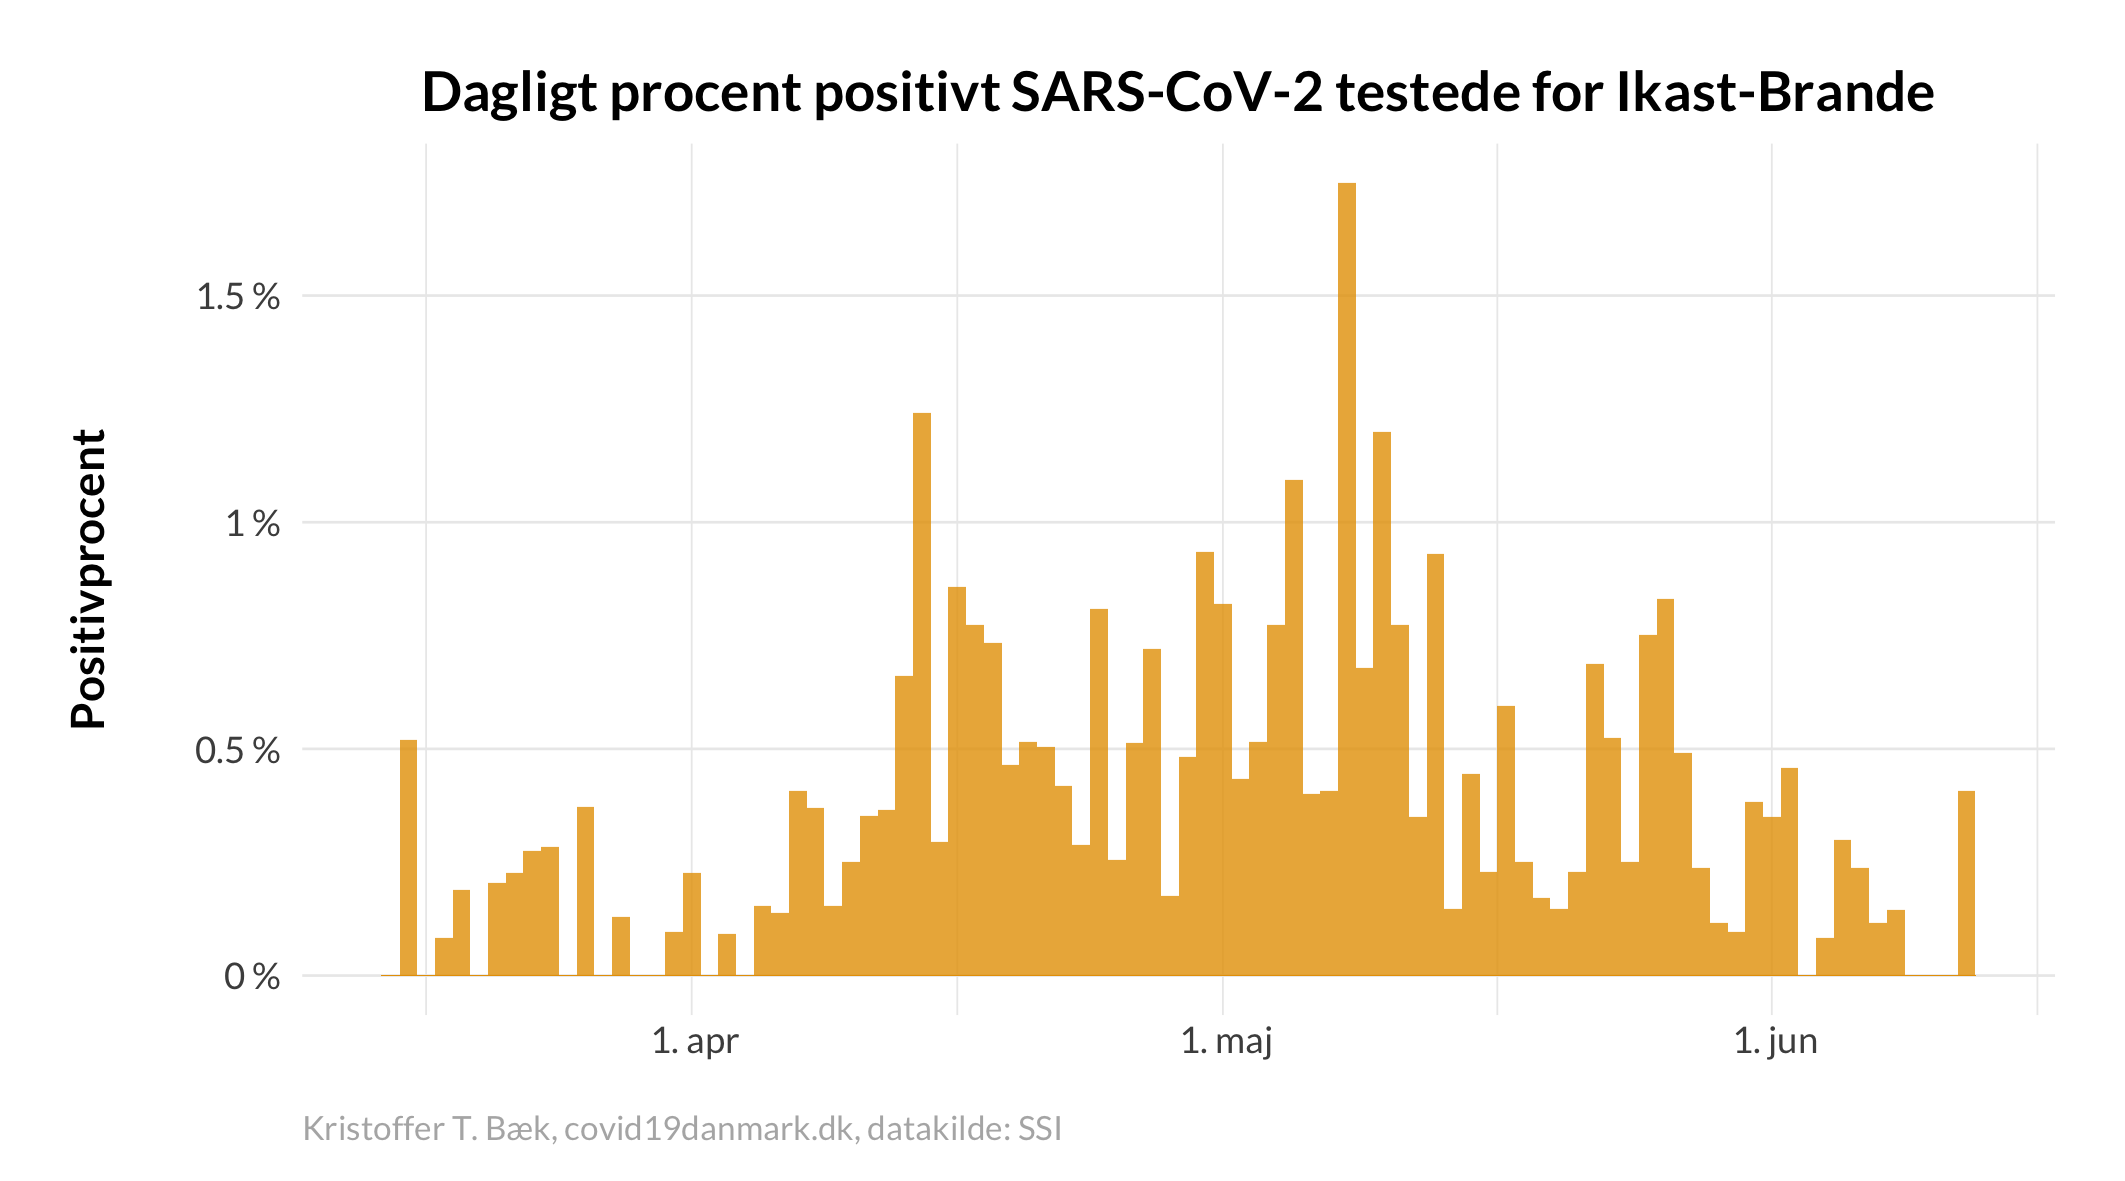 Dagligt procent positivt SARS-CoV-2 testede for Ikast-Brande
Positivprocent
1.5 %
1 %
0.5 %
0 %
1. apr
1. maj
1. jun
Kristoffer T. Bæk, covid19danmark.dk, datakilde: SSI